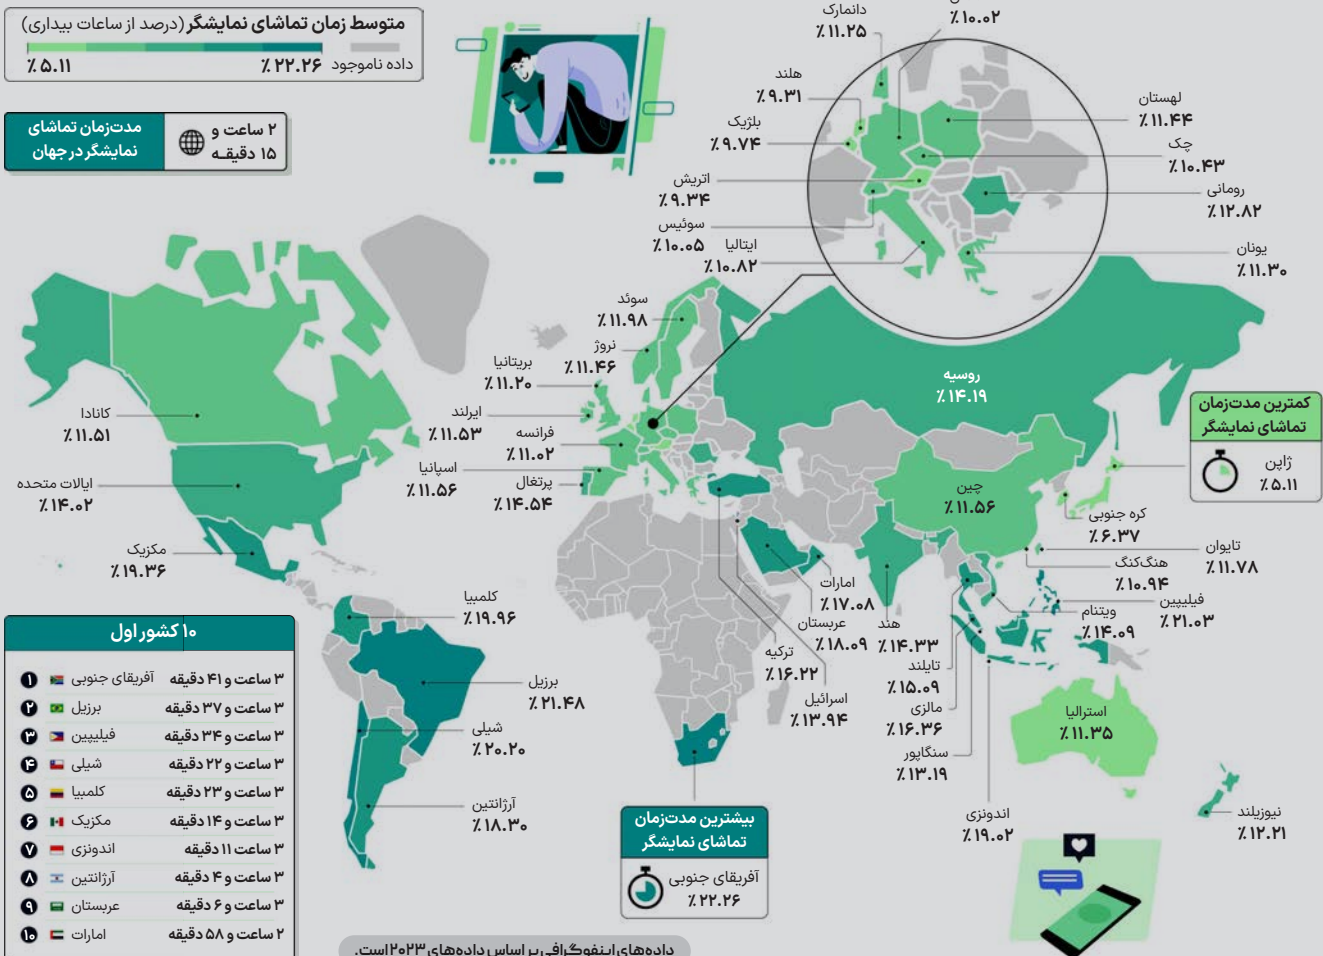 متوسط زمان تماشای نمایشگر (درصد از ساعات بیداری)
٪۵.۱۱
٪۲۲.۲۶
داده ناموجود
مدت‌زمان تماشای
نمایشگر در جهان
۲ ساعت و
۱۵ دقیقه
دانمارک
٪۱۱.۲۵
٪۱۰.۰۲
هلند
٪۹.۳۱
بلژیک
٪۹.۷۴
اتریش
٪۹.۳۴
سوئیس
٪۱۰.۰۵
ایتالیا
٪۱۰.۸۲
لهستان
٪۱۱.۴۴
چک
٪۱۰.۴۳
رومانی
٪۱۲.۸۲
یونان
٪۱۱.۳۰
سوئد
٪۱۱.۹۸
نروژ
٪۱۱.۴۶
بریتانیا
٪۱۱.۲۰
ایرلند
٪۱۱.۵۳
فرانسه
٪۱۱.۰۲
اسپانیا
٪۱۱.۵۶
پرتغال
٪۱۴.۵۴
روسیه
٪۱۴.۱۹
کمترین مدت‌زمان
تماشای نمایشگر
ژاپن
٪۵.۱۱
کانادا
٪۱۱.۵۱
ایالات متحده
٪۱۴.۰۲
مکزیک
٪۱۹.۳۶
چین
٪۱۱.۵۶
کره جنوبی
٪۶.۳۷
تایوان
٪۱۱.۷۸
هنگ‌کنگ
٪۱۰.۹۴
فیلیپین
٪۲۱.۰۳
ویتنام
٪۱۴.۰۹
امارات
٪۱۷.۰۸
عربستان
٪۱۸.۰۹
هند
٪۱۴.۳۳
ترکیه
٪۱۶.۲۲
اسرائیل
٪۱۳.۹۴
تایلند
٪۱۵.۰۹
مالزی
٪۱۶.۳۶
سنگاپور
٪۱۳.۱۹
اندونزی
٪۱۹.۰۲
استرالیا
٪۱۱.۳۵
نیوزیلند
٪۱۲.۲۱
کلمبیا
٪۱۹.۹۶
برزیل
٪۲۱.۴۸
شیلی
٪۲۰.۲۰
آرژانتین
٪۱۸.۳۰
بیشترین مدت‌زمان
تماشای نمایشگر
آفریقای جنوبی
٪۲۲.۲۶
۱۰ کشور اول
۱ آفریقای جنوبی ۳ ساعت و ۴۱ دقیقه
۲ برزیل ۳ ساعت و ۳۷ دقیقه
۳ فیلیپین ۳ ساعت و ۳۴ دقیقه
۴ شیلی ۳ ساعت و ۲۲ دقیقه
۵ کلمبیا ۳ ساعت و ۲۳ دقیقه
۶ مکزیک ۳ ساعت و ۱۴ دقیقه
۷ اندونزی ۳ ساعت ۱۱ دقیقه
۸ آرژانتین ۳ ساعت و ۴ دقیقه
۹ عربستان ۳ ساعت و ۶ دقیقه
۱۰ امارات ۲ ساعت و ۵۸ دقیقه
داده‌های اینفوگرافی بر اساس داده‌های ۲۰۲۳ است.